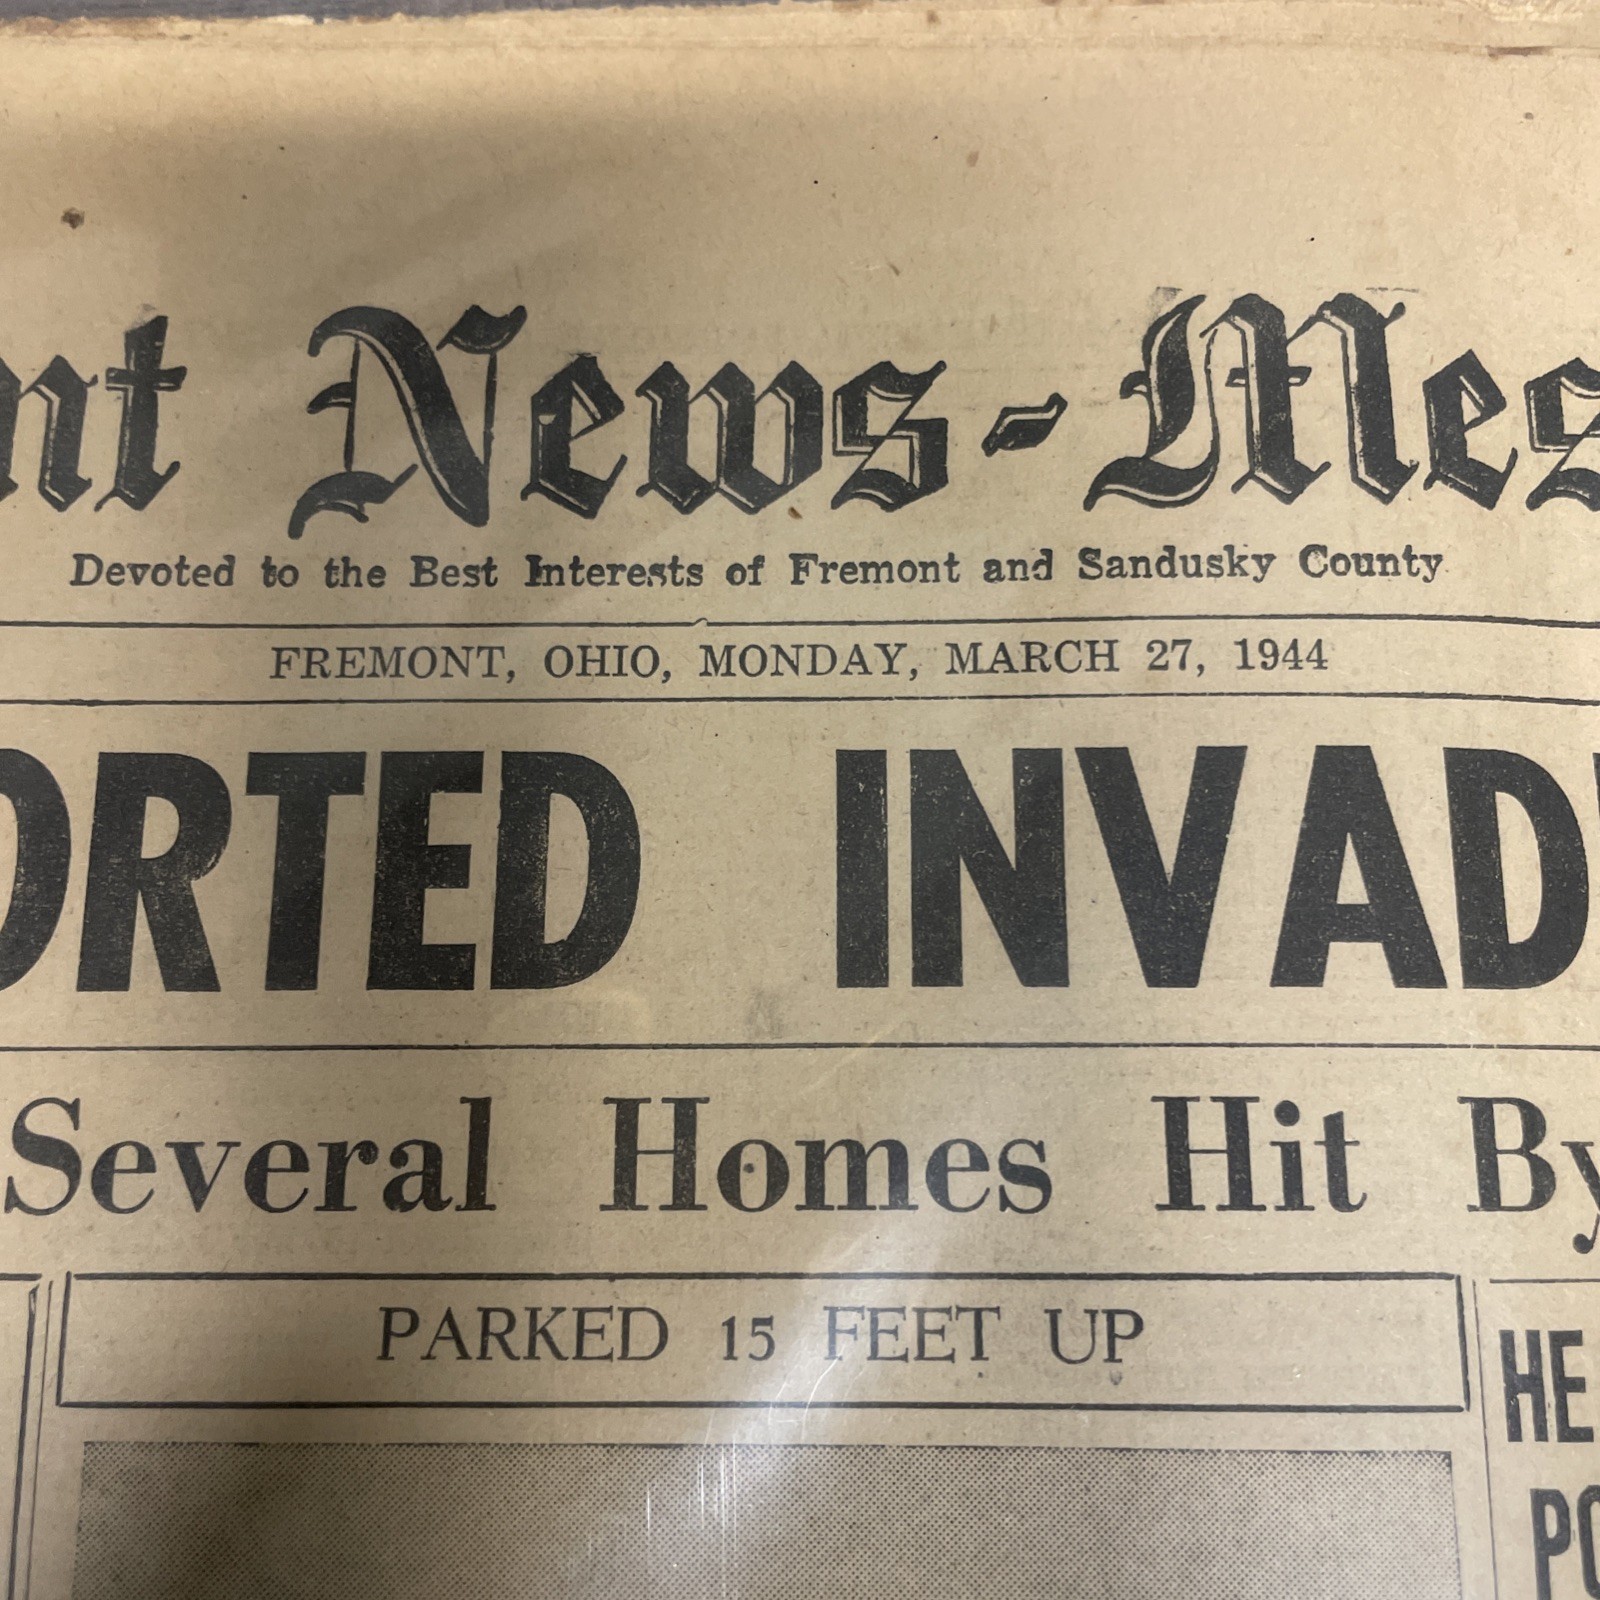 nt News-Mes
Devoted to the Best Interests of Fremont and Sandusky County
FREMONT, OHIO, MONDAY, MARCH 27, 1944
ORTED INVAD
Several Homes Hit By
PARKED 15 FEET UP
HE
PO